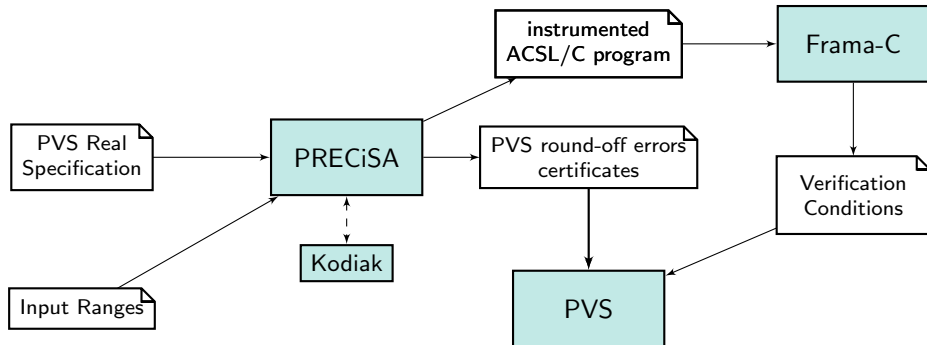 instrumented
ACSL/C program
Frama-C
PVS Real
Specification
PRECiSA
PVS round-off errors
certificates
Verification
Conditions
Kodiak
Input Ranges
PVS